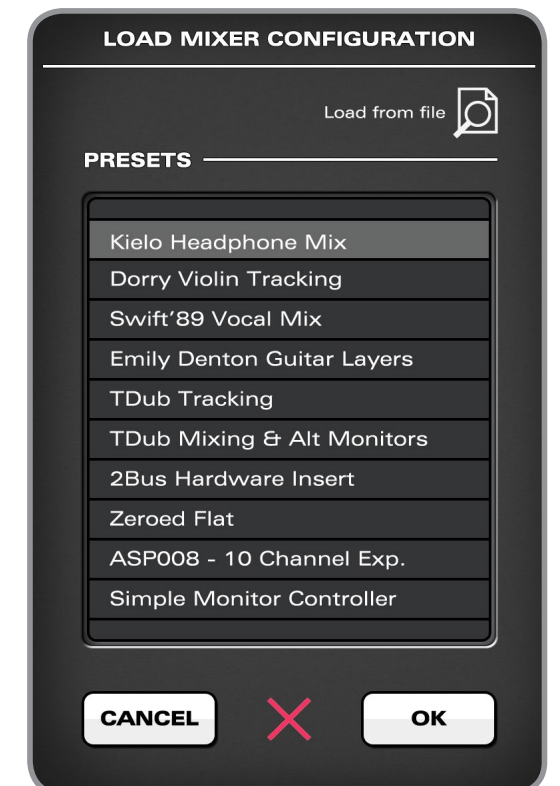 LOAD MIXER CONFIGURATION
Load from file
PRESETS
Kielo Headphone Mix
Dorry Violin Tracking
Swift'89 Vocal Mix
Emily Denton Guitar Layers
TDub Tracking
TDub Mixing & Alt Monitors
2Bus Hardware Insert
Zeroed Flat
ASP008 - 10 Channel Exp.
Simple Monitor Controller
CANCEL OK